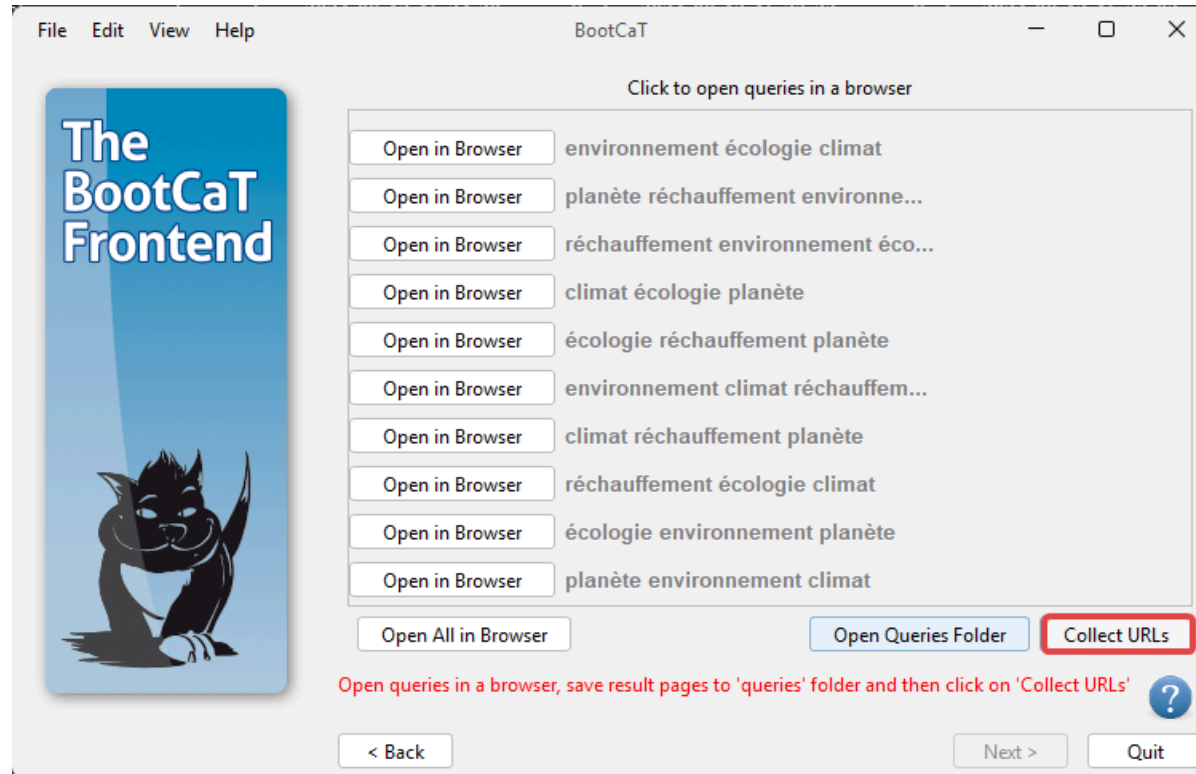 File Edit View Help BootCaT
The
BootCaT
Frontend
Click to open queries in a browser
Open in Browser environnement écologie climat
Open in Browser planète réchauffement environne...
Open in Browser réchauffement environnement éco...
Open in Browser climat écologie planète
Open in Browser écologie réchauffement planète
Open in Browser environnement climat réchauffem...
Open in Browser climat réchauffement planète
Open in Browser réchauffement écologie climat
Open in Browser écologie environnement planète
Open in Browser planète environnement climat
Open All in Browser Open Queries Folder Collect URLs
Open queries in a browser, save result pages to 'queries' folder and then click on 'Collect URLs' ?
< Back Next > Quit